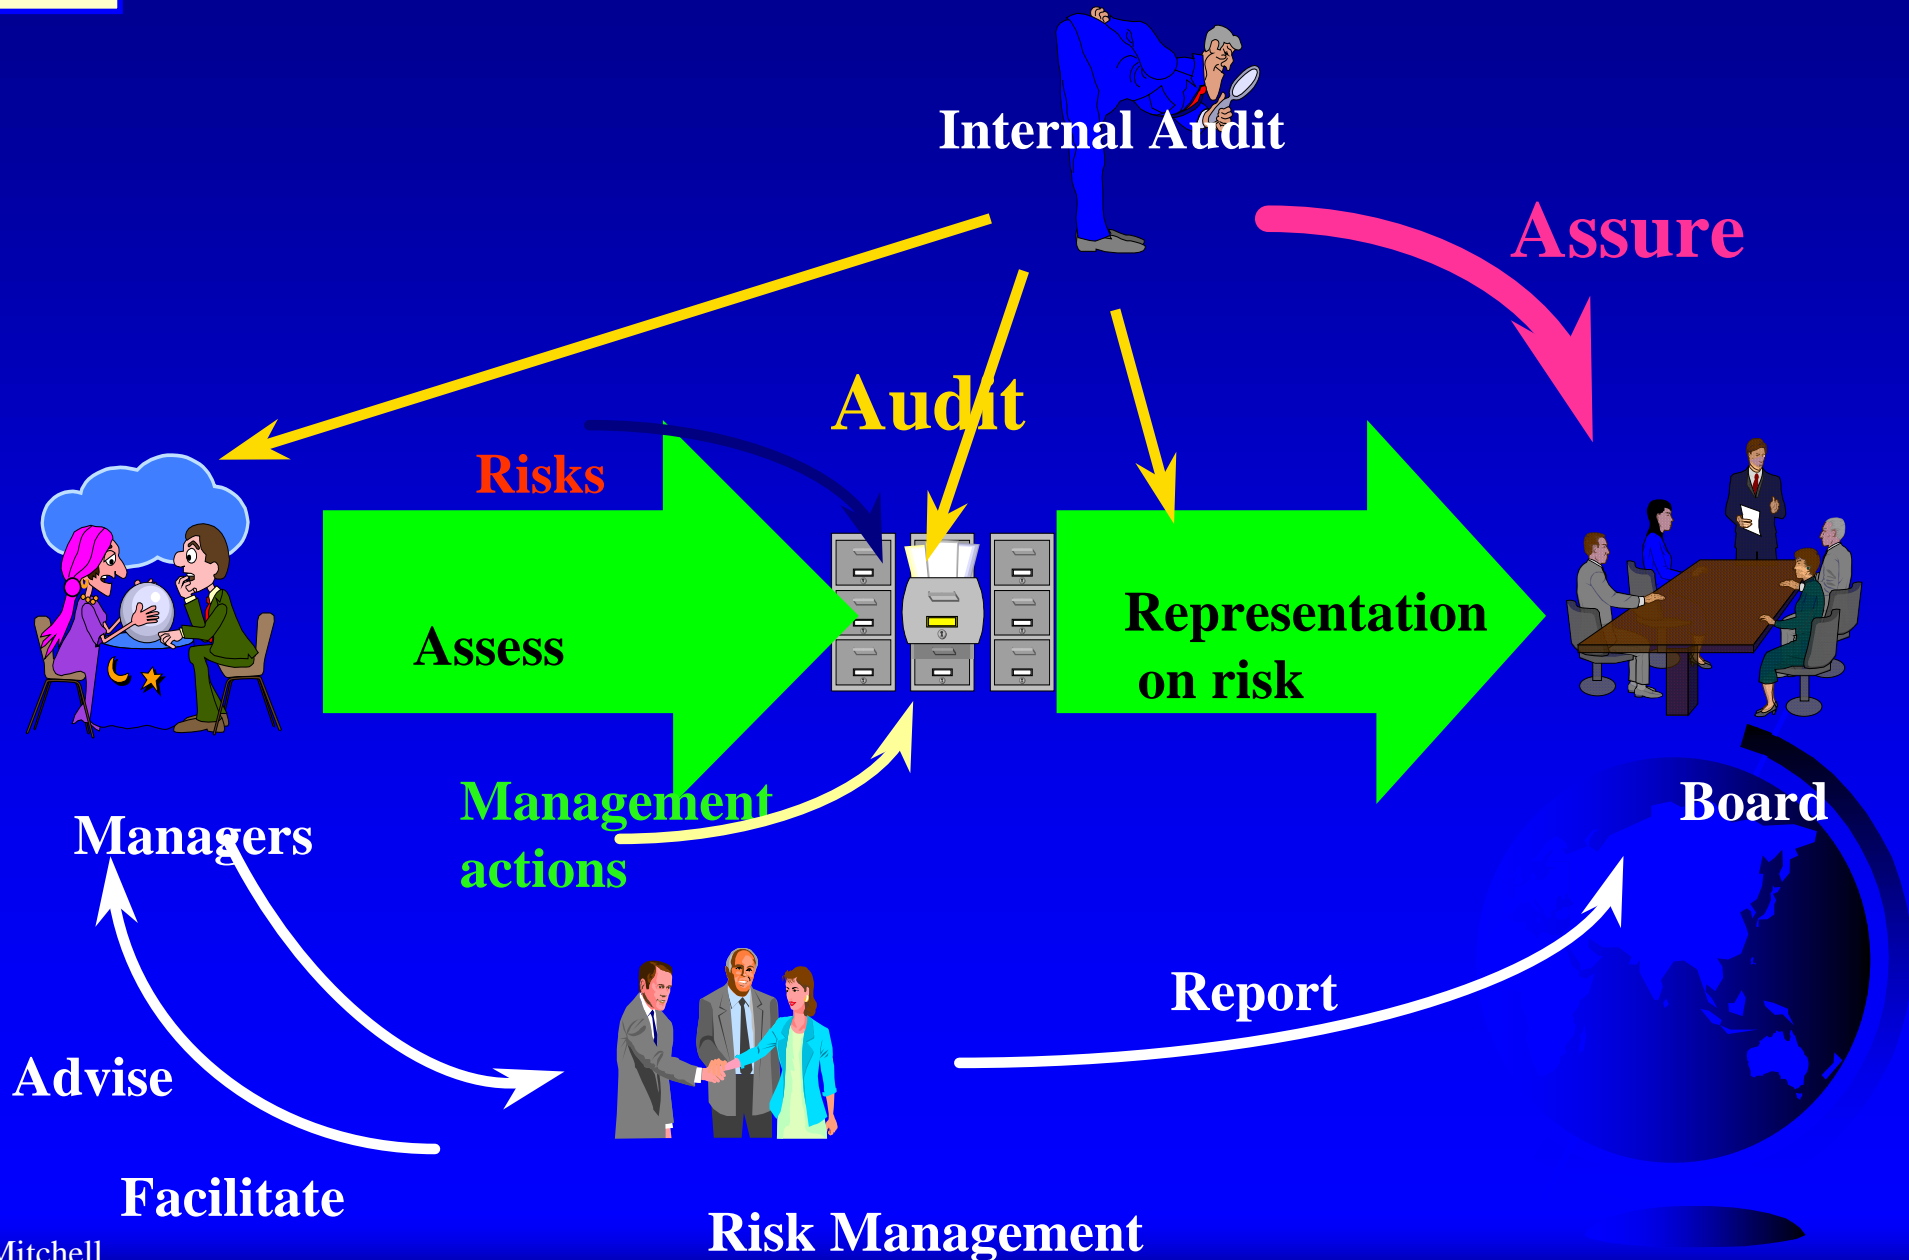 Internal Audit
Assure
Audit
Risks
Assess
Representation
on risk
Management
actions
Managers
Board
Report
Advise
Facilitate
Risk Management
Mitchell